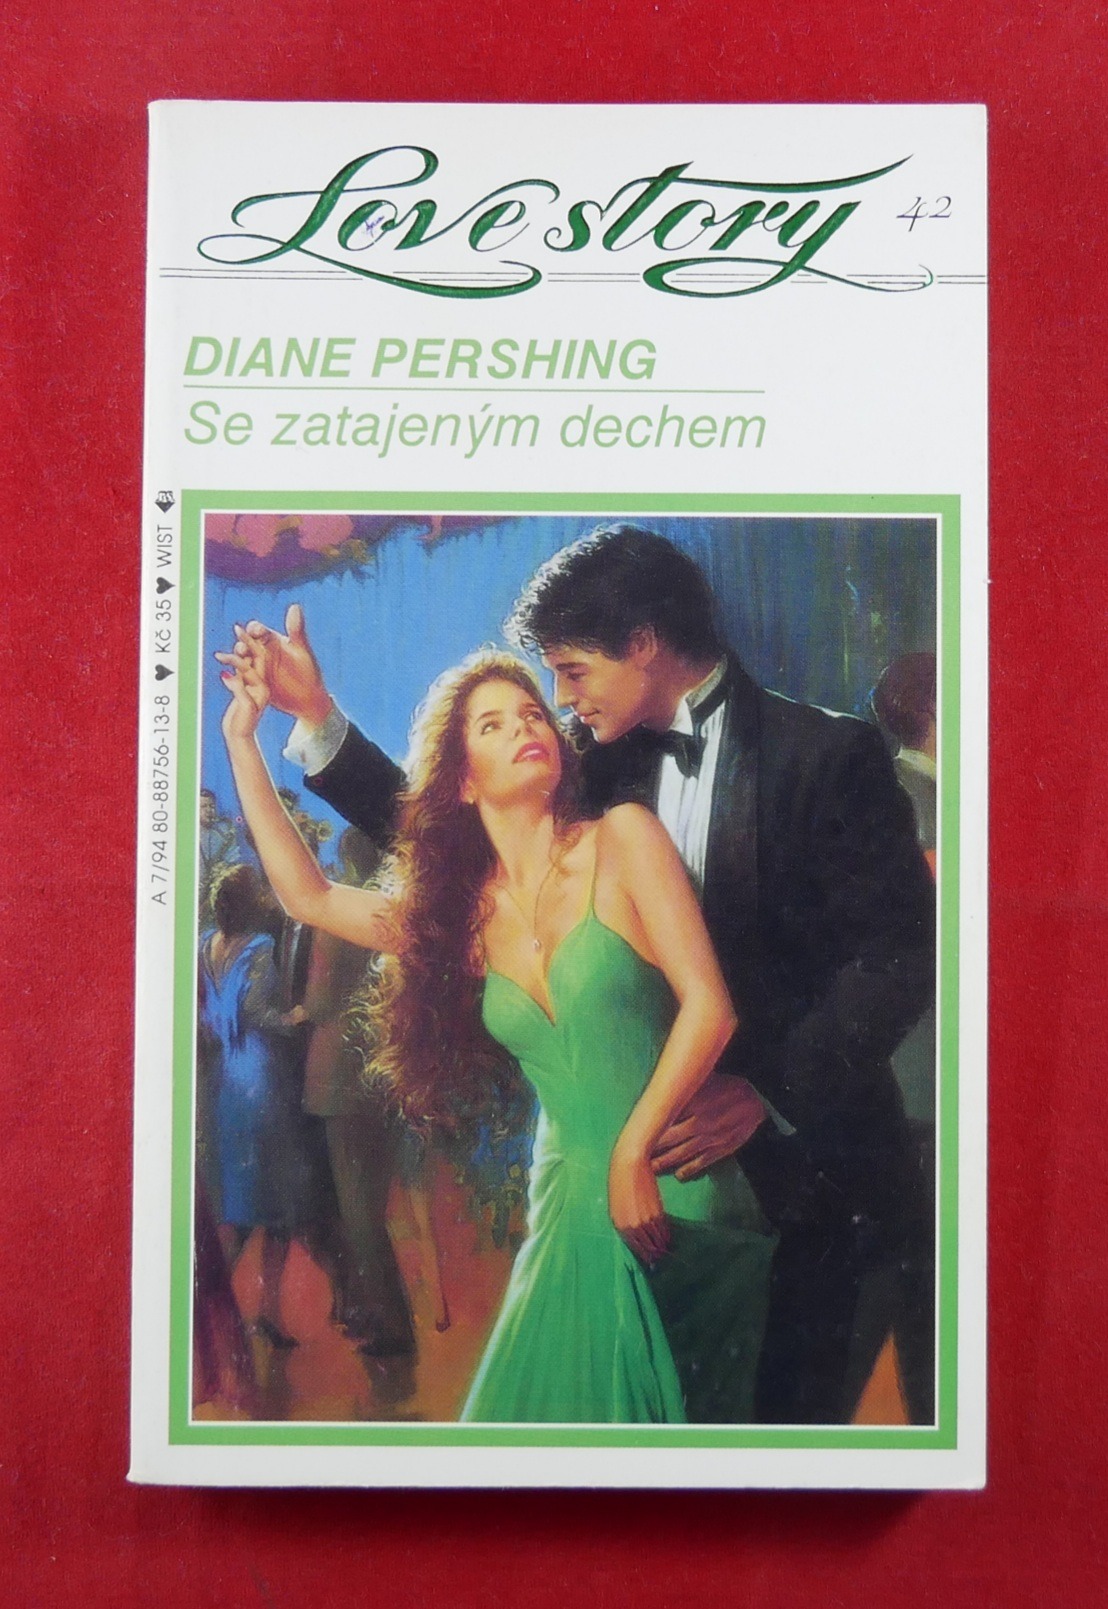 Love story 42
DIANE PERSHING
Se zatajeným dechem
A 7/94 80-88756-13-8 ♥ Kč 35 ♥ WIST